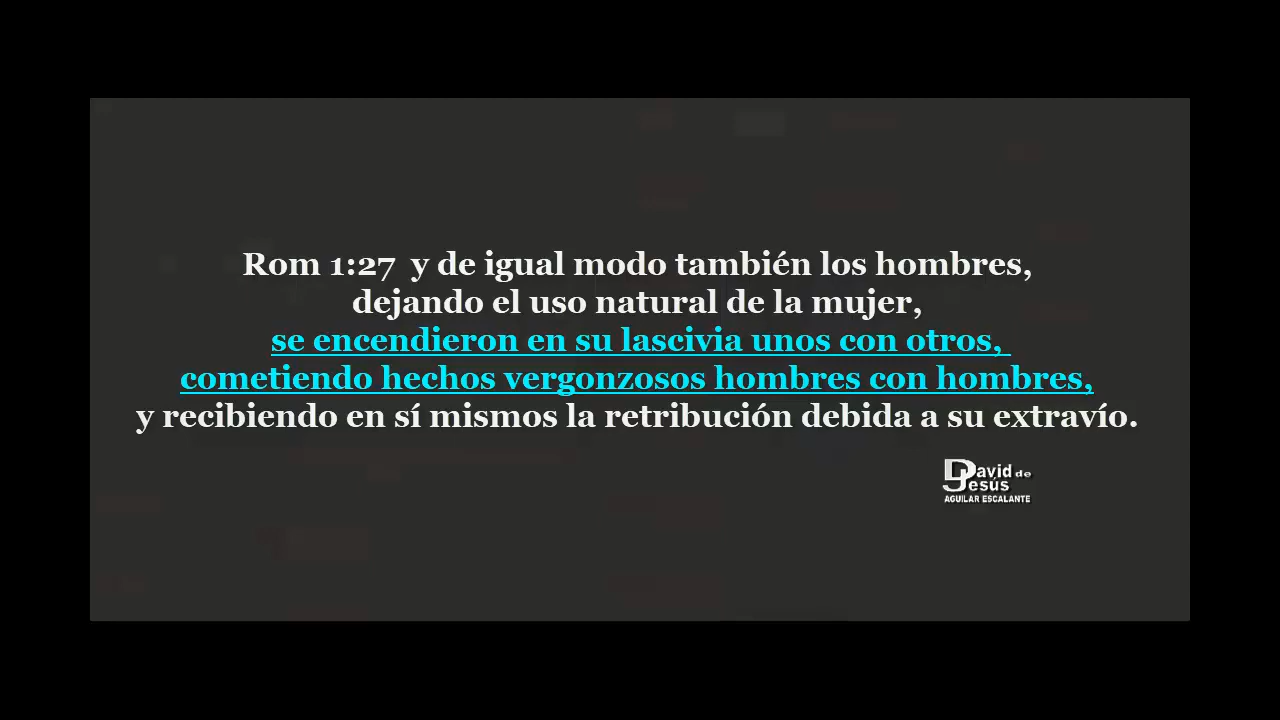 Rom 1:27  y de igual modo también los hombres,
dejando el uso natural de la mujer,
se encendieron en su lascivia unos con otros,
cometiendo hechos vergonzosos hombres con hombres,
y recibiendo en sí mismos la retribución debida a su extravío.
David de
Jesús
AGUILAR ESCALANTE